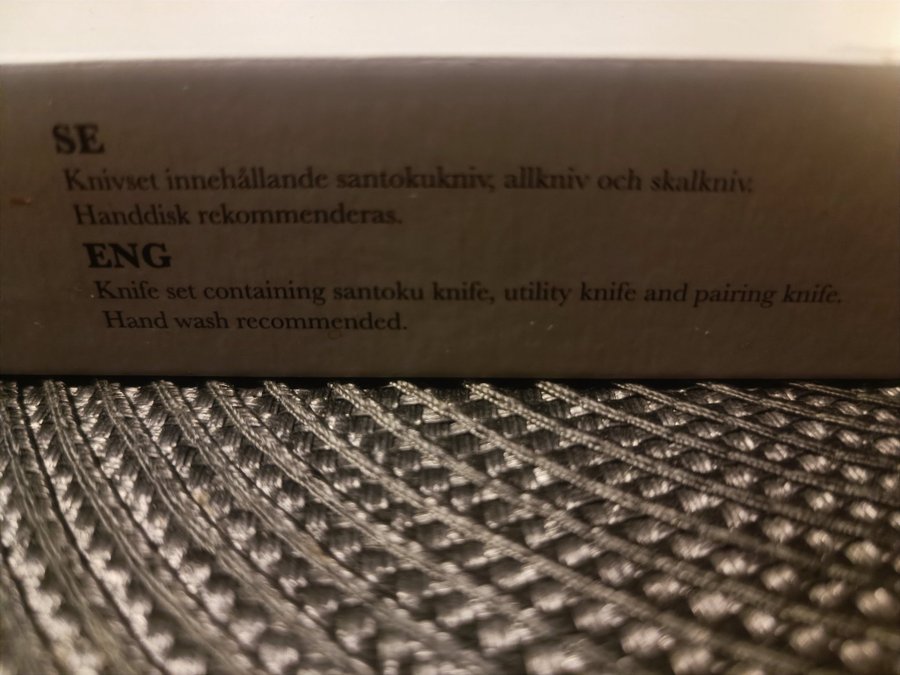 SE
Knivset innehållande santokukniv, allkniv och skalkniv.
Handdisk rekommenderas.
ENG
Knife set containing santoku knife, utility knife and pairing knife.
Hand wash recommended.